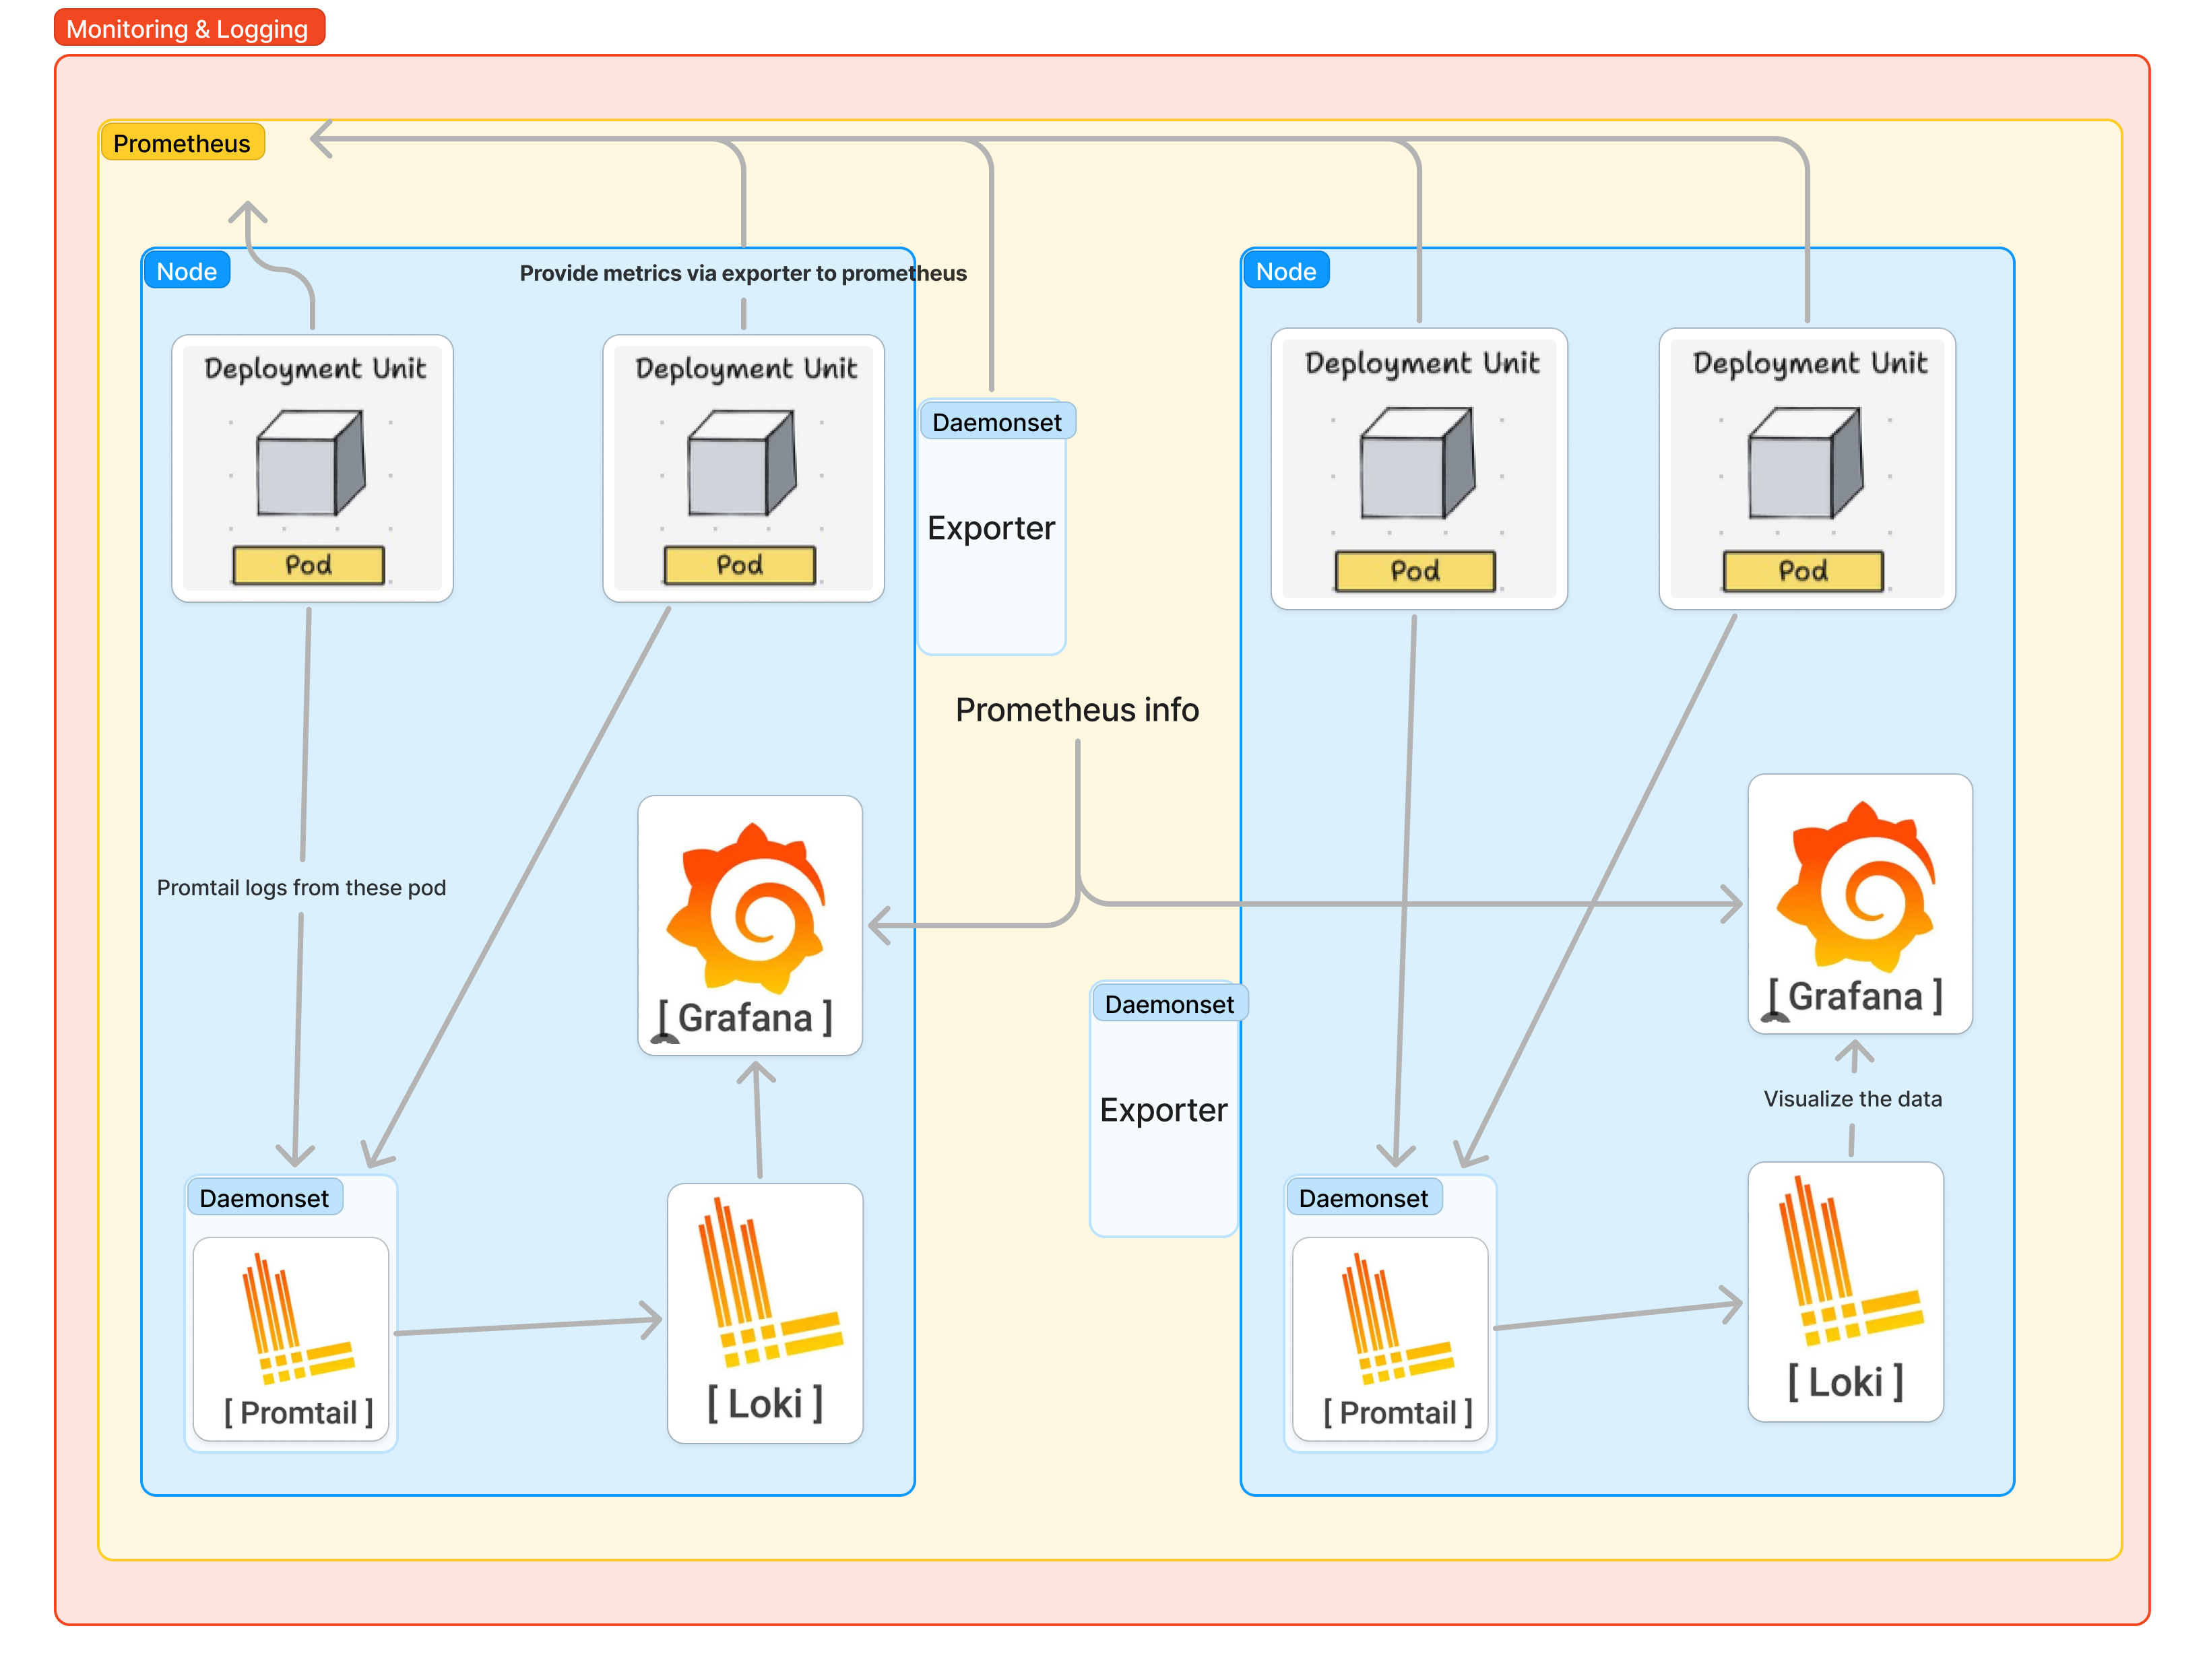 Monitoring & Logging
Prometheus
Node
Provide metrics via exporter to prometheus
Node
Deployment Unit
Pod
Deployment Unit
Pod
Daemonset
Exporter
Deployment Unit
Pod
Deployment Unit
Pod
Prometheus info
Promtail logs from these pod
[ Grafana ]
[ Grafana ]
Daemonset
Exporter
Visualize the data
Daemonset
[ Promtail ]
[ Loki ]
Daemonset
[ Promtail ]
[ Loki ]